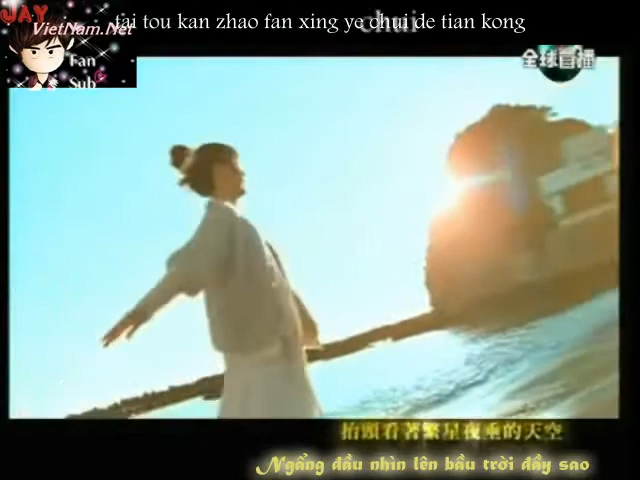 JAY
VietNam.Net
Fan
Sub
tai tou kan zhao fan xing ye chui de tian kong
chui
全球首播
抬頭看著繁星夜垂的天空
Ngẩng đầu nhìn lên bầu trời đầy sao